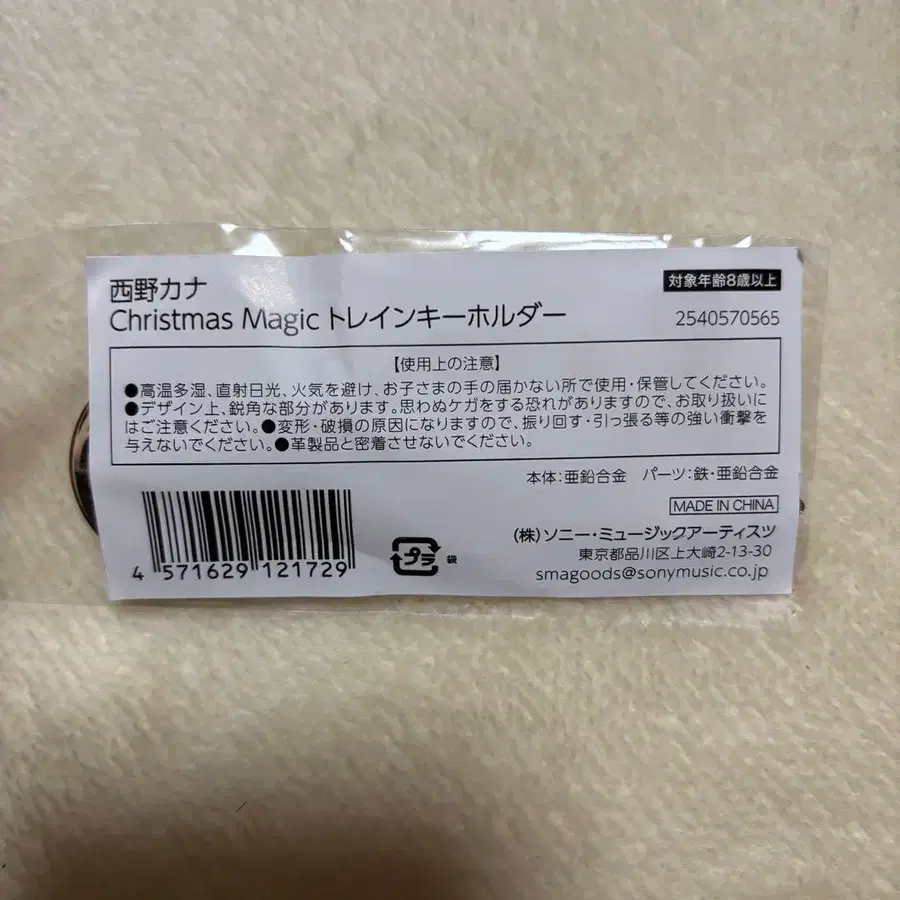 西野カナ
対象年齢8歳以上
Christmas Magic トレインキーホルダー
2540570565
【使用上の注意】
●高温多湿、直射日光、火気を避け、お子さまの手の届かない所で使用・保管してください。
●デザイン上、鋭角な部分があります。思わぬケガをする恐れがありますので、お取り扱いに
はご注意ください。●変形・破損の原因になりますので、振り回す・引っ張る等の強い衝撃を
与えないでください。●革製品と密着させないでください。
本体:亜鉛合金 パーツ:鉄・亜鉛合金
MADE IN CHINA
(株)ソニー・ミュージックアーティスツ
東京都品川区上大崎2-13-30
smagoods@sonymusic.co.jp
プラ 袋
4 571629 121729